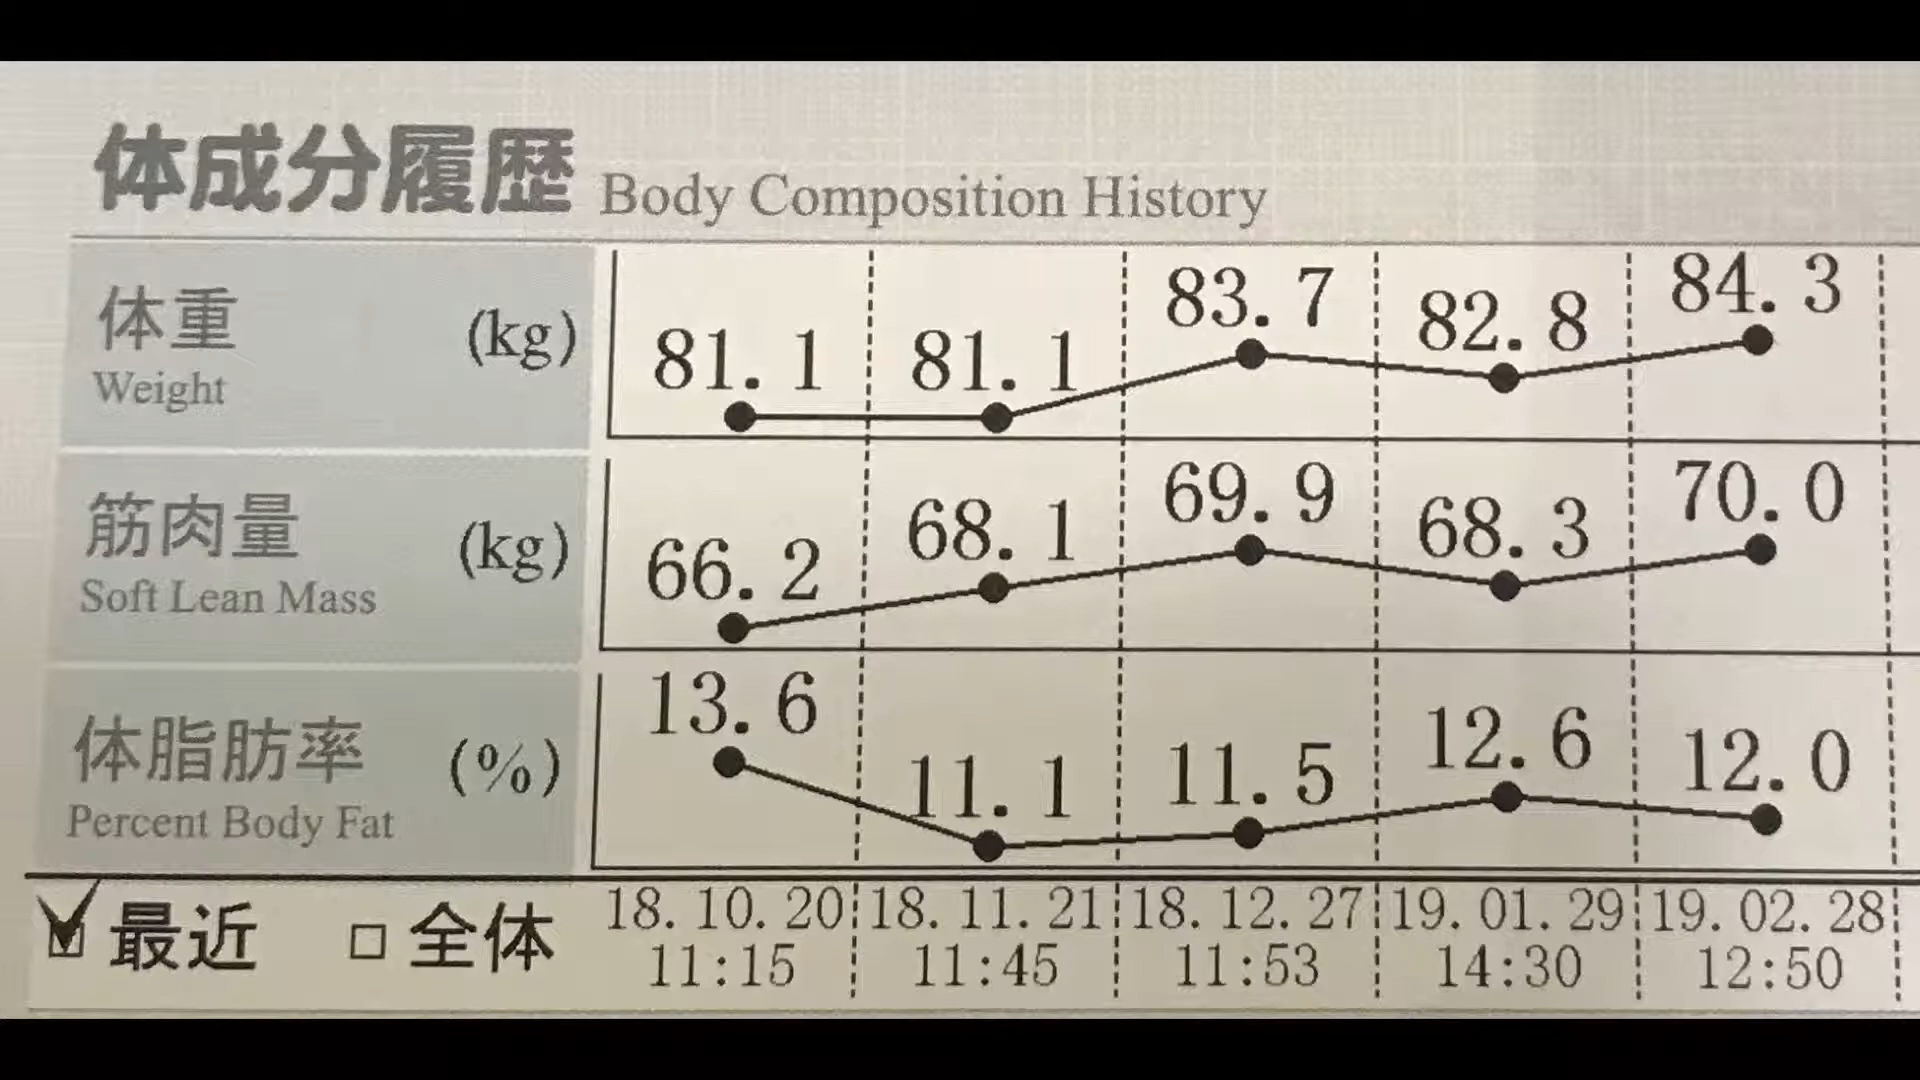 体成分履歴 Body Composition History
体重 (kg) 81.1 81.1 83.7 82.8 84.3
Weight
筋肉量 (kg) 66.2 68.1 69.9 68.3 70.0
Soft Lean Mass
体脂肪率 (%) 13.6 11.1 11.5 12.6 12.0
Percent Body Fat
最近 全体 18.10.20 18.11.21 18.12.27 19.01.29 19.02.28
11:15 11:45 11:53 14:30 12:50